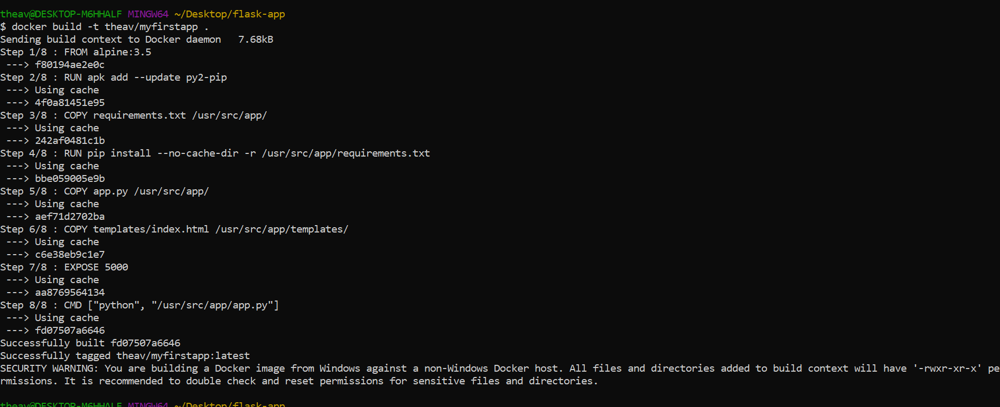 theav@DESKTOP-M6HHALF MINGW64 ~/Desktop/flask-app
$ docker build -t theav/myfirstapp .
Sending build context to Docker daemon   7.68kB
Step 1/8 : FROM alpine:3.5
 ---> f80194ae2e0c
Step 2/8 : RUN apk add --update py2-pip
 ---> Using cache
 ---> 4f0a81451e95
Step 3/8 : COPY requirements.txt /usr/src/app/
 ---> Using cache
 ---> 242af0481c1b
Step 4/8 : RUN pip install --no-cache-dir -r /usr/src/app/requirements.txt
 ---> Using cache
 ---> bbe059005e9b
Step 5/8 : COPY app.py /usr/src/app/
 ---> Using cache
 ---> aef71d2702ba
Step 6/8 : COPY templates/index.html /usr/src/app/templates/
 ---> Using cache
 ---> c6e38eb9c1e7
Step 7/8 : EXPOSE 5000
 ---> Using cache
 ---> aa8769564134
Step 8/8 : CMD ["python", "/usr/src/app/app.py"]
 ---> Using cache
 ---> fd07507a6646
Successfully built fd07507a6646
Successfully tagged theav/myfirstapp:latest
SECURITY WARNING: You are building a Docker image from Windows against a non-Windows Docker host. All files and directories added to build context will have '-rwxr-xr-x' pe
rmissions. It is recommended to double check and reset permissions for sensitive files and directories.
theav@DESKTOP-M6HHALF MINGW64 ~/Desktop/flask-app